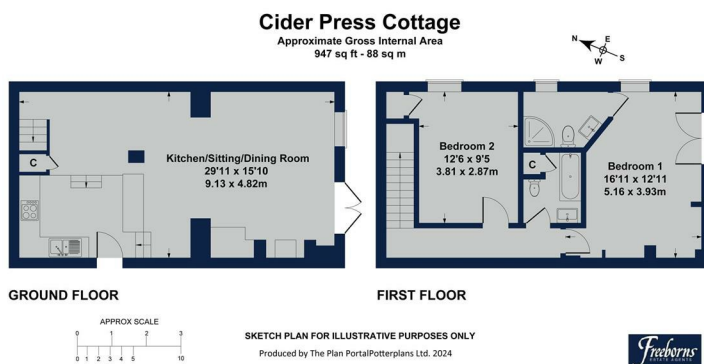 Cider Press Cottage
Approximate Gross Internal Area
947 sq ft - 88 sq m
N
E
W
S
C
Kitchen/Sitting/Dining Room
29'11 x 15'10
9.13 x 4.82m
Bedroom 2
12'6 x 9'5
3.81 x 2.87m
C
Bedroom 1
16'11 x 12'11
5.16 x 3.93m
GROUND FLOOR
FIRST FLOOR
APPROX SCALE
0 1 2 3
0 1 2 3 4 5 10
SKETCH PLAN FOR ILLUSTRATIVE PURPOSES ONLY
Produced by The Plan PortalPotterplans Ltd. 2024
Freeborns
ESTATE AGENTS